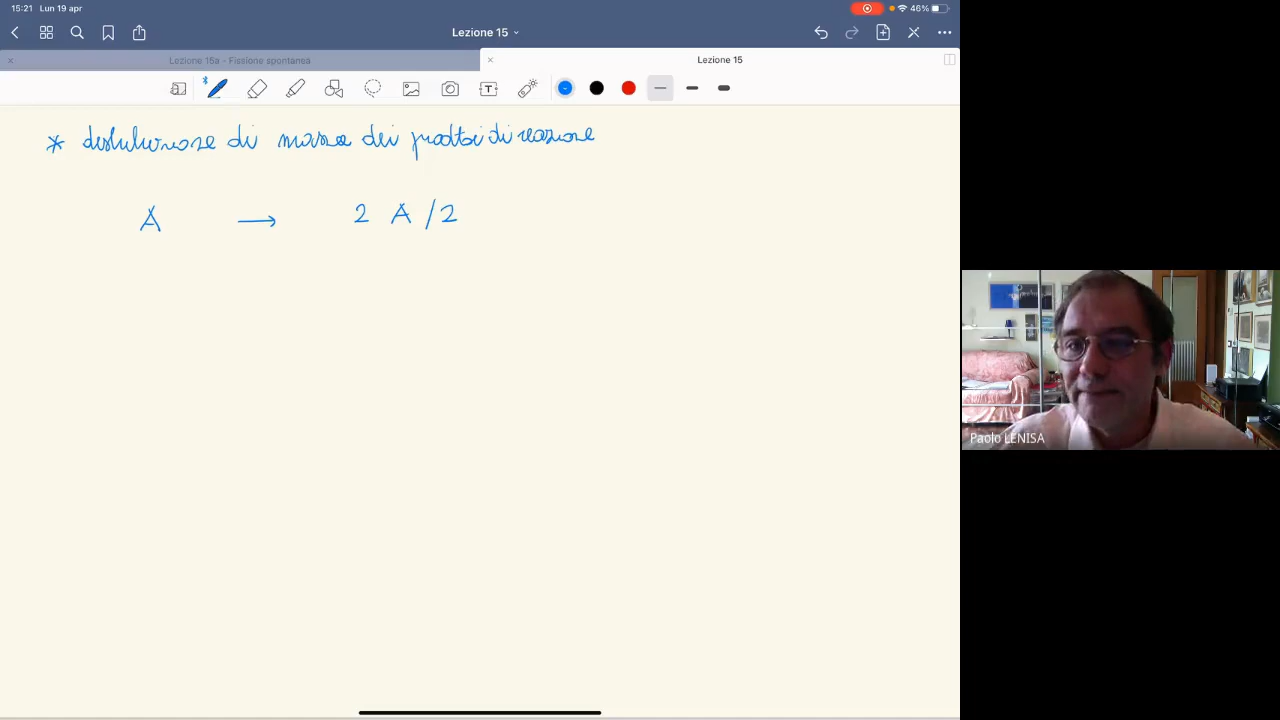 15:21 Lun 19 apr
46%
Lezione 15
Lezione 15a - Fissione spontanea
Lezione 15
* distribuzione di massa dei prodotti di reazione
A → 2 A/2
Paolo LENISA